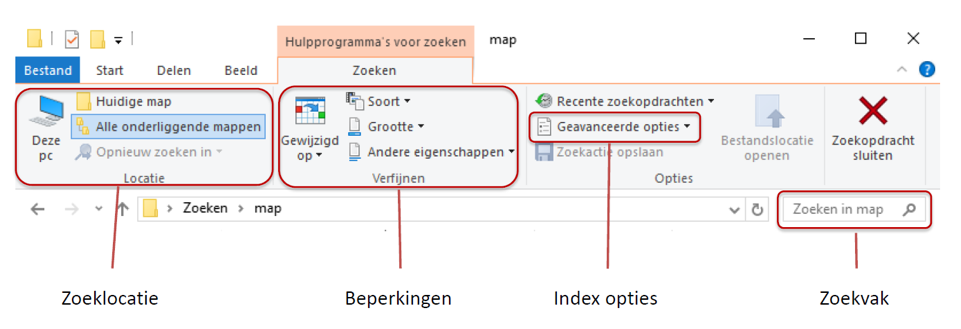 Hulpprogramma's voor zoeken
map
Bestand
Start
Delen
Beeld
Zoeken
Deze
pc
Huidige map
Alle onderliggende mappen
Opnieuw zoeken in
Locatie
Gewijzigd
op
Soort
Grootte
Andere eigenschappen
Verfijnen
Recente zoekopdrachten
Geavanceerde opties
Zoekactie opslaan
Bestandslocatie
openen
Opties
Zoekopdracht
sluiten
Zoeken
map
Zoeken in map
Zoeklocatie
Beperkingen
Index opties
Zoekvak